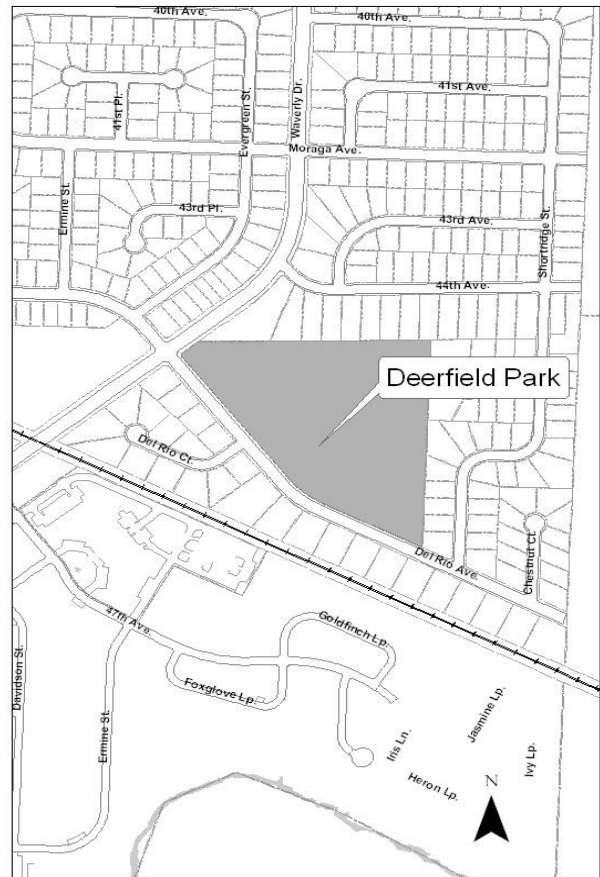 40th Ave.
40th Ave.
41st Pl.
Evergreen St.
Waverly Dr.
41st Ave.
Moraga Ave.
Ermine St.
43rd Pl.
43rd Ave.
Shortridge St.
44th Ave.
Deerfield Park
Del Rio Ct.
Del Rio Ave.
Chestnut Ct.
47th Ave.
Goldfinch Lp.
Davidson St.
Foxglove Lp.
Ermine St.
Iris Ln.
Jasmine Lp.
Ivy Lp.
Heron Lp.
N